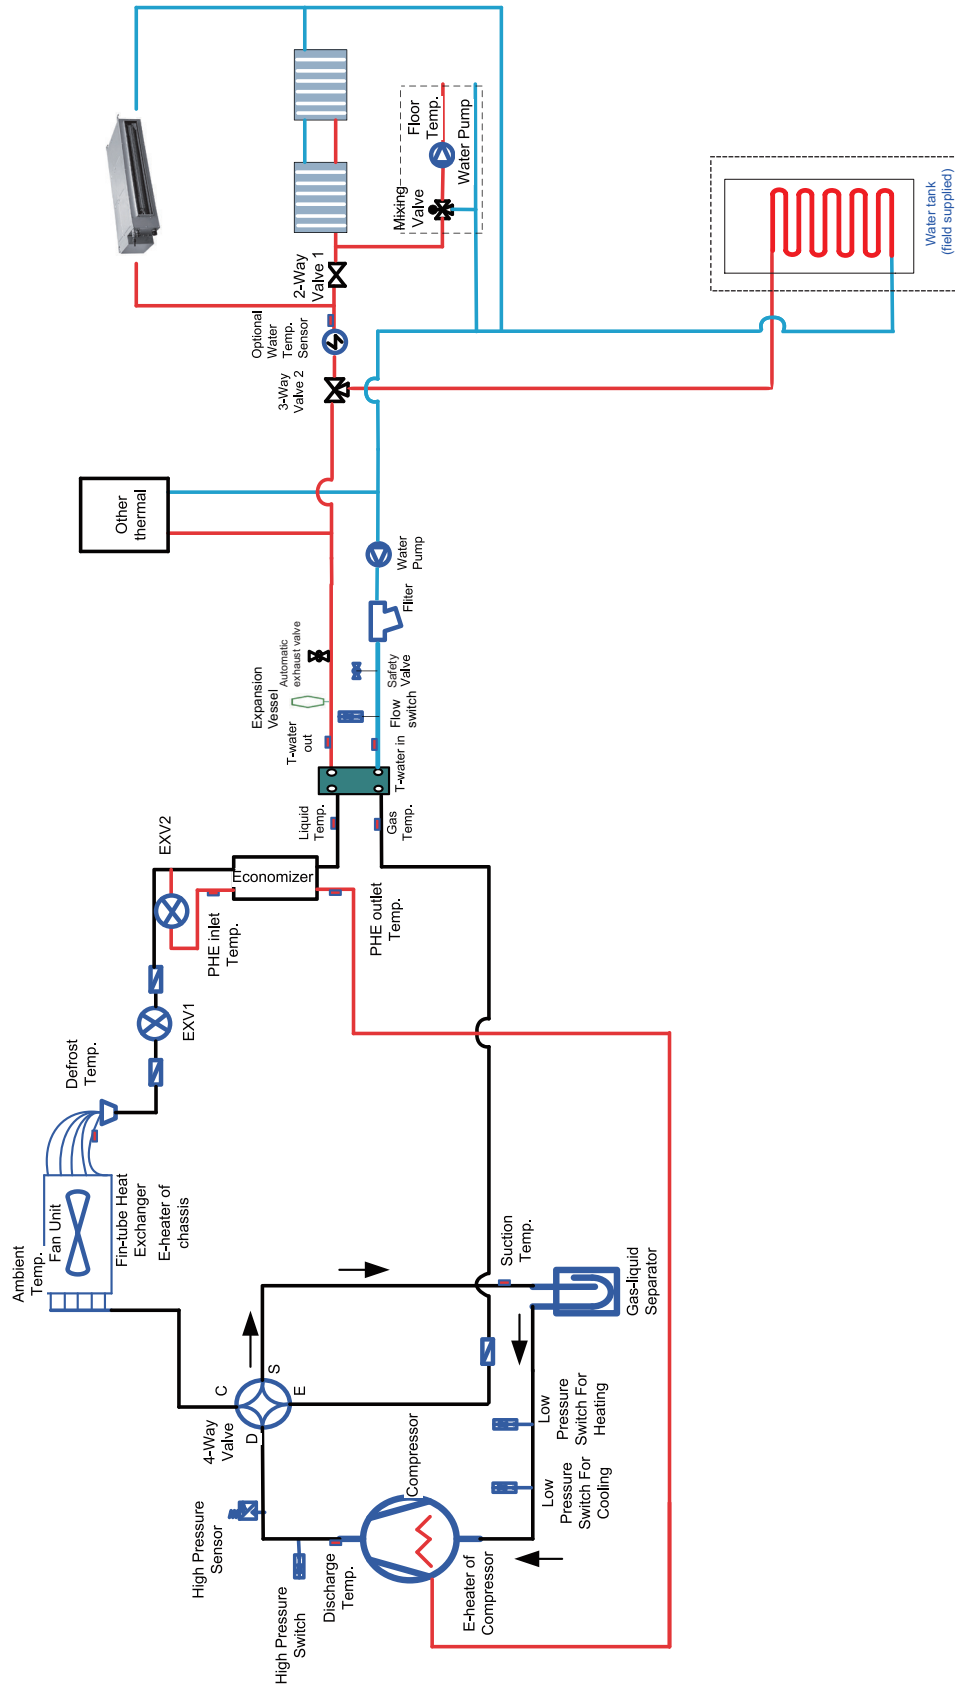 Ambient
Temp.
Fan Unit
Fin-tube Heat
Exchanger
E-heater of
chassis
Defrost
Temp.
EXV1
EXV2
PHE inlet
Temp.
Economizer
PHE outlet
Temp.
Liquid
Temp.
Gas
Temp.
T-water
out
T-water in
Expansion
Vessel
Automatic
exhaust valve
Flow
switch
Safety
Valve
Fliter
Water
Pump
Other
thermal
3-Way
Valve 2
Optional
Water
Temp.
Sensor
2-Way
Valve 1
Mixing
Valve
Floor
Temp.
Water Pump
Water tank
(field supplied)
4-Way
Valve
C
D
S
E
High Pressure
Sensor
High Pressure
Switch
Discharge
Temp.
Compressor
E-heater of
Compressor
Suction
Temp.
Gas-liquid
Separator
Low
Pressure
Switch For
Heating
Low
Pressure
Switch For
Cooling